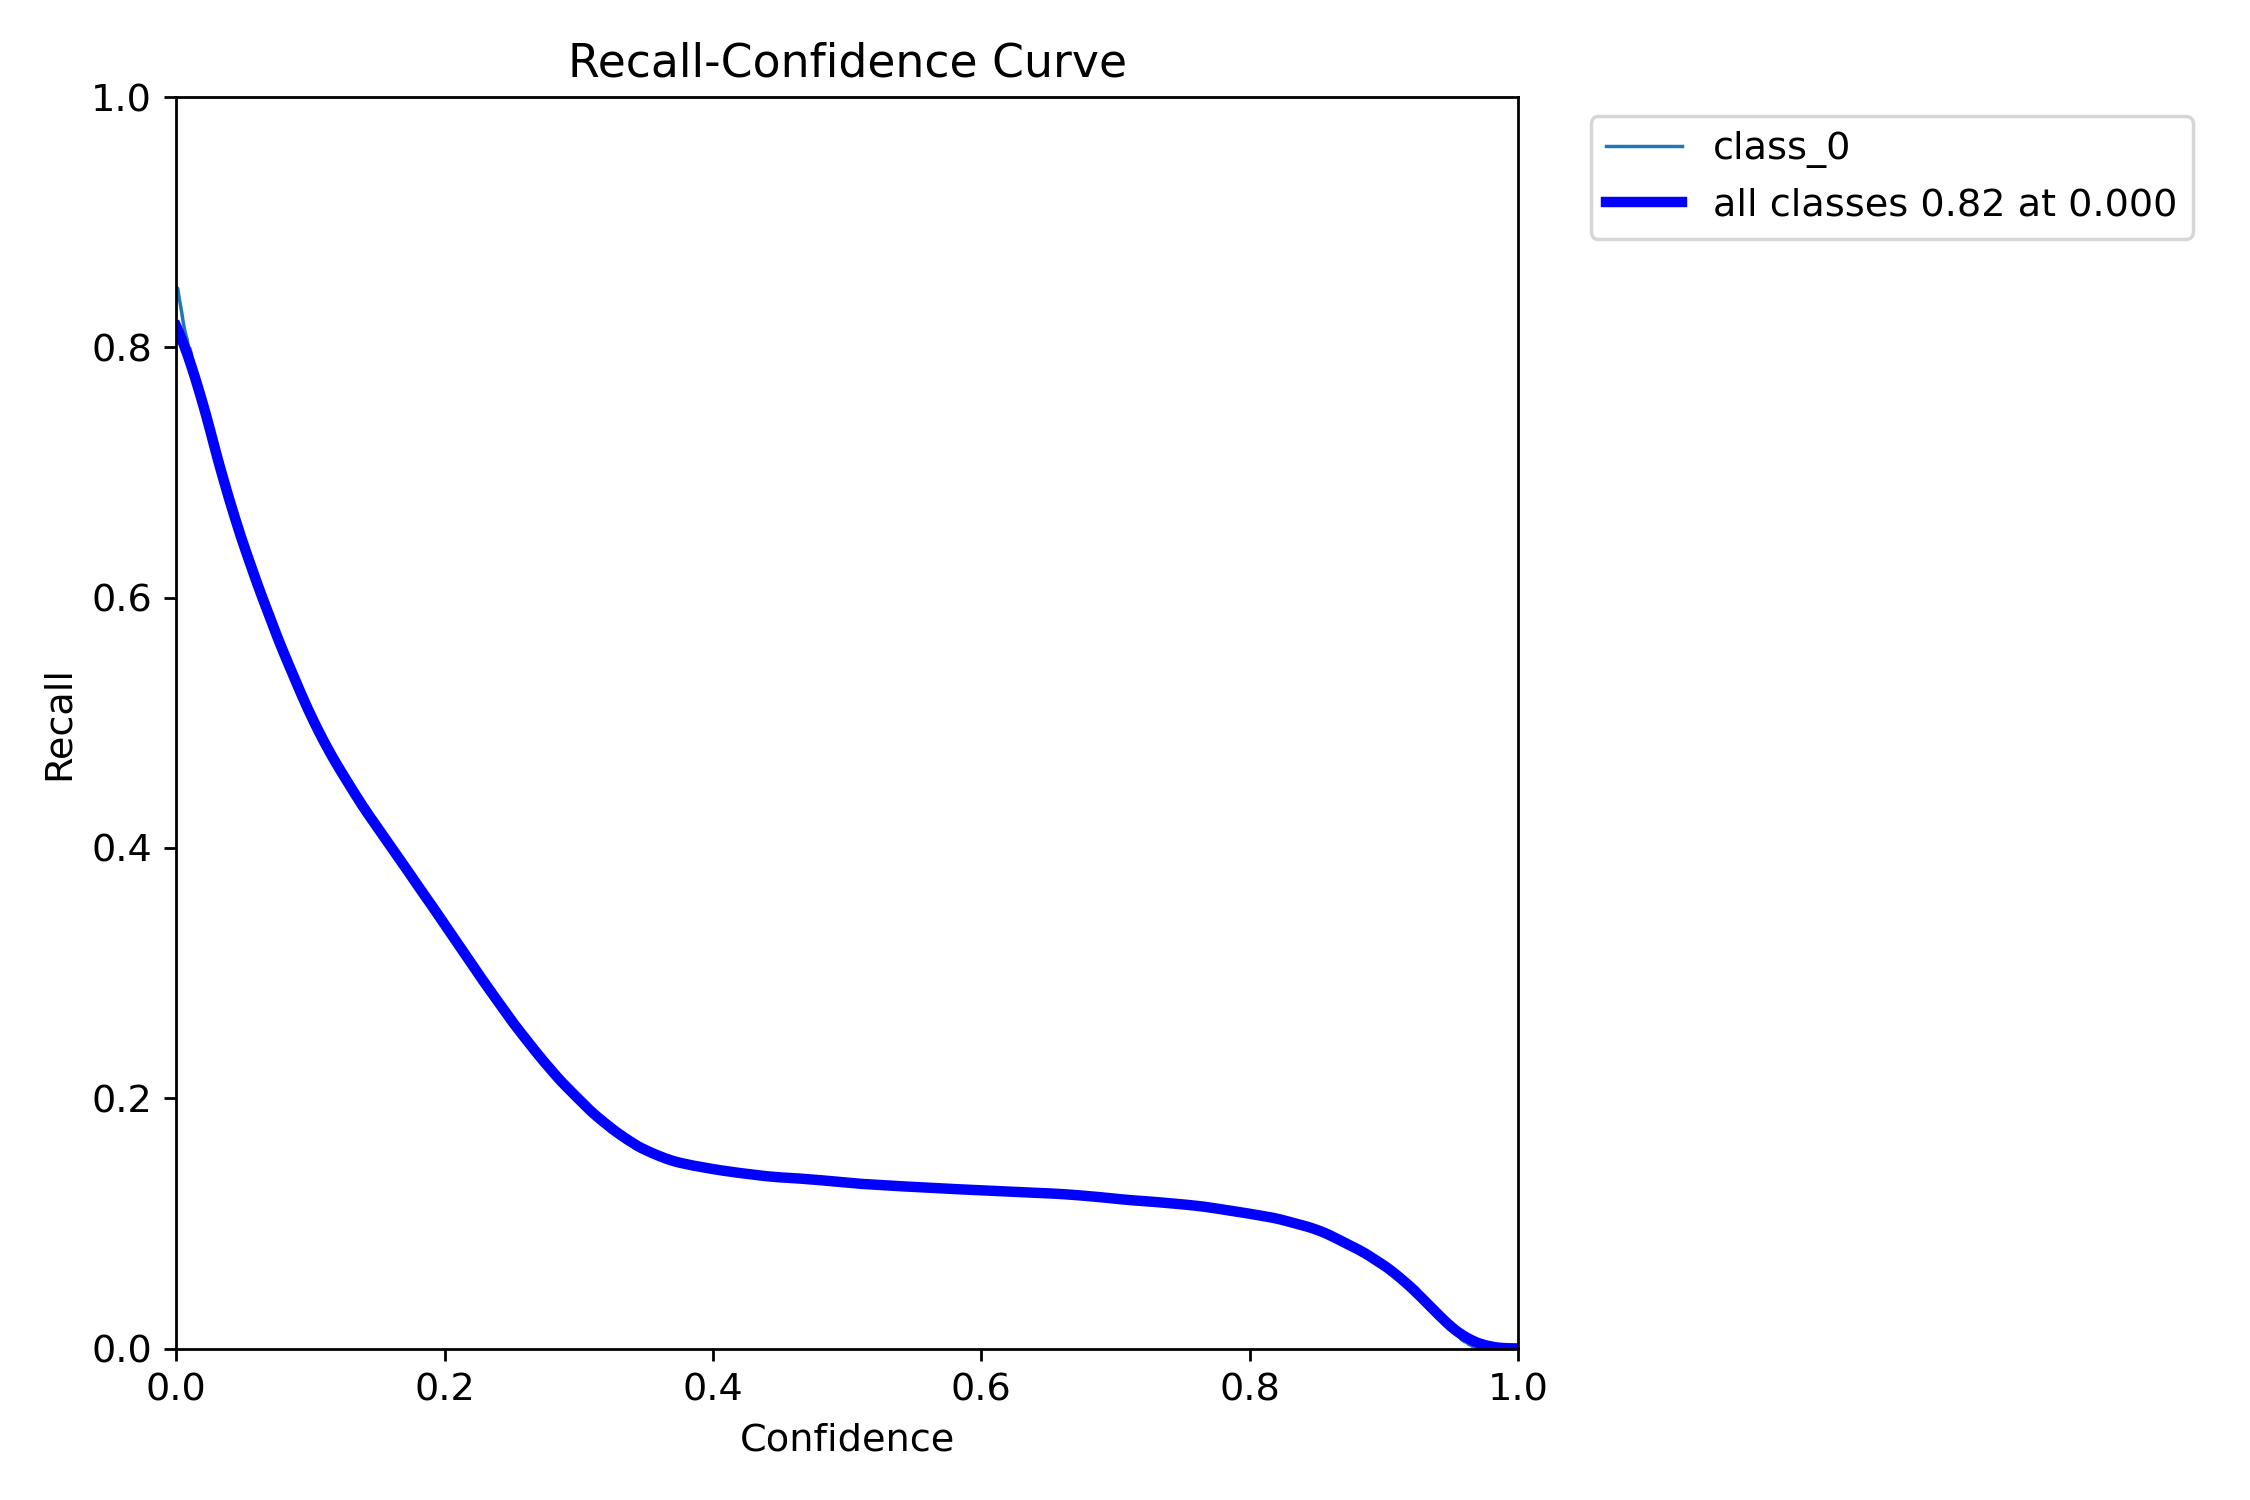 Recall-Confidence Curve
1.0
0.8
0.6
0.4
0.2
0.0
Recall
0.0 0.2 0.4 0.6 0.8 1.0
Confidence
class_0
all classes 0.82 at 0.000